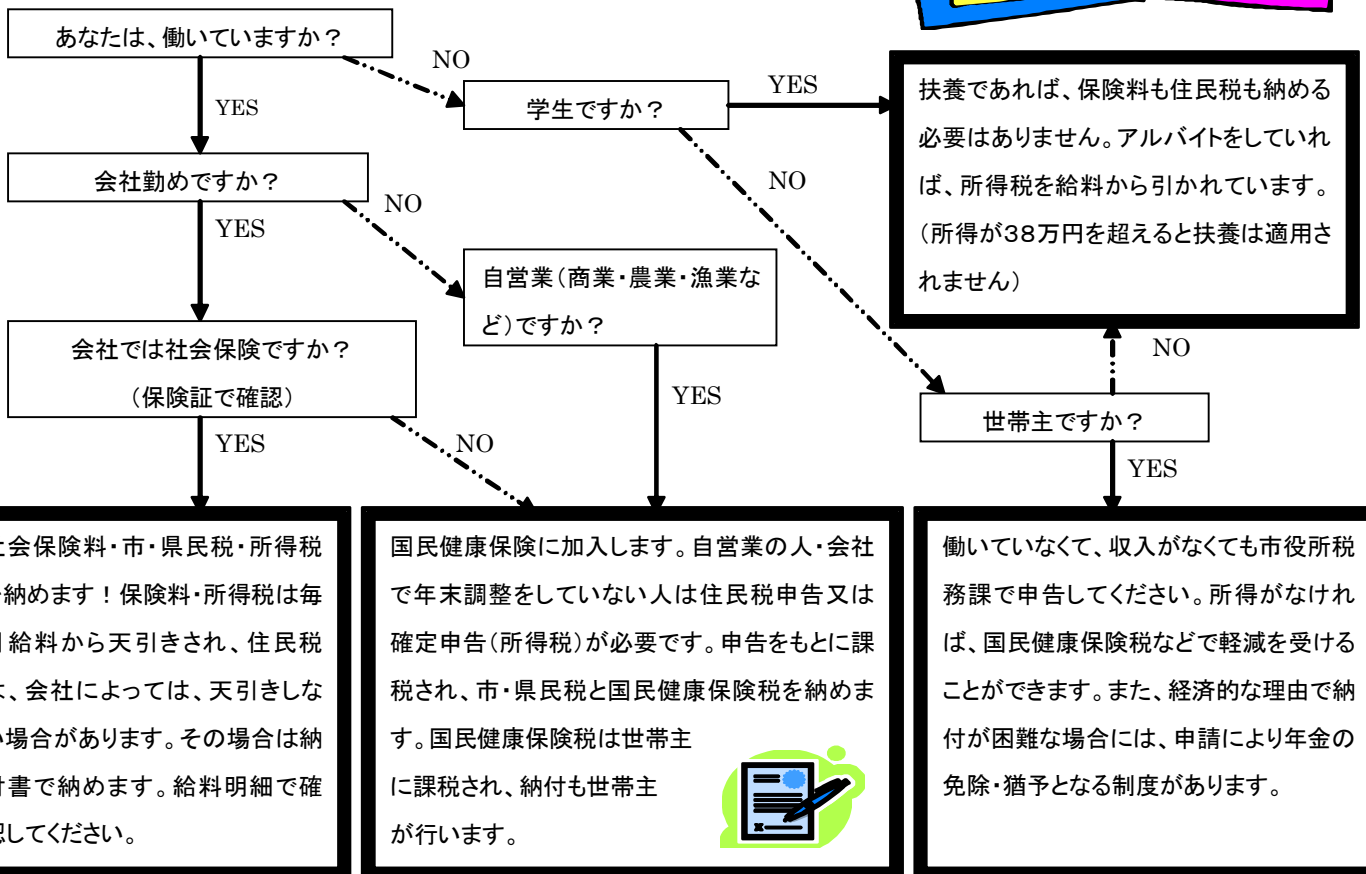 あなたは、働いていますか？
NO
YES
学生ですか？
YES
扶養であれば、保険料も住民税も納める
必要はありません。アルバイトをしていれ
ば、所得税を給料から引かれています。
（所得が３８万円を超えると扶養は適用さ
れません）
会社勤めですか？
NO
NO
YES
自営業（商業・農業・漁業な
ど）ですか？
会社では社会保険ですか？
（保険証で確認）
NO
YES
世帯主ですか？
YES
NO
YES
会保険料・市・県民税・所得税
納めます！保険料・所得税は毎
給料から天引きされ、住民税
、会社によっては、天引きしな
場合があります。その場合は納
書で納めます。給料明細で確
してください。
国民健康保険に加入します。自営業の人・会社
で年末調整をしていない人は住民税申告又は
確定申告（所得税）が必要です。申告をもとに課
税され、市・県民税と国民健康保険税を納めま
す。国民健康保険税は世帯主
に課税され、納付も世帯主
が行います。
働いていなくて、収入がなくても市役所税
務課で申告してください。所得がなけれ
ば、国民健康保険税などで軽減を受ける
ことができます。また、経済的な理由で納
付が困難な場合には、申請により年金の
免除・猶予となる制度があります。